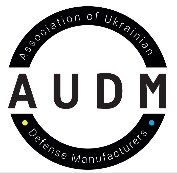 Association of Ukrainian
AUDM
Defense Manufacturers